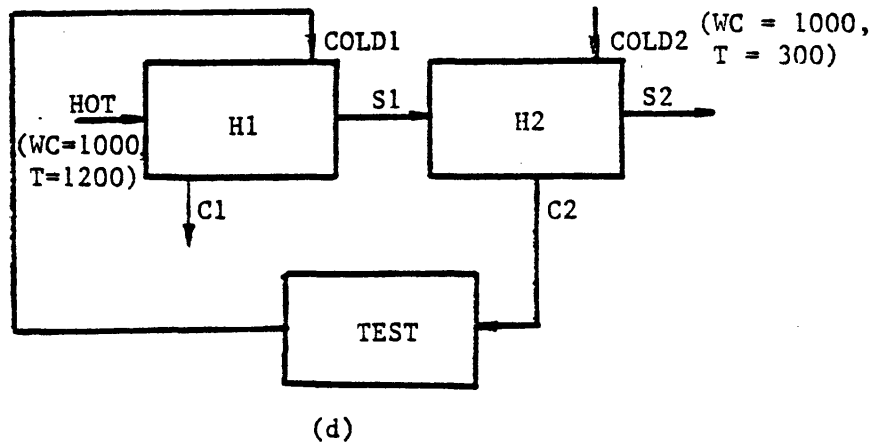 COLD1
COLD2
(WC = 1000,
T = 300)
HOT
(WC=1000,
T=1200)
H1
S1
H2
S2
C1
C2
TEST
(d)